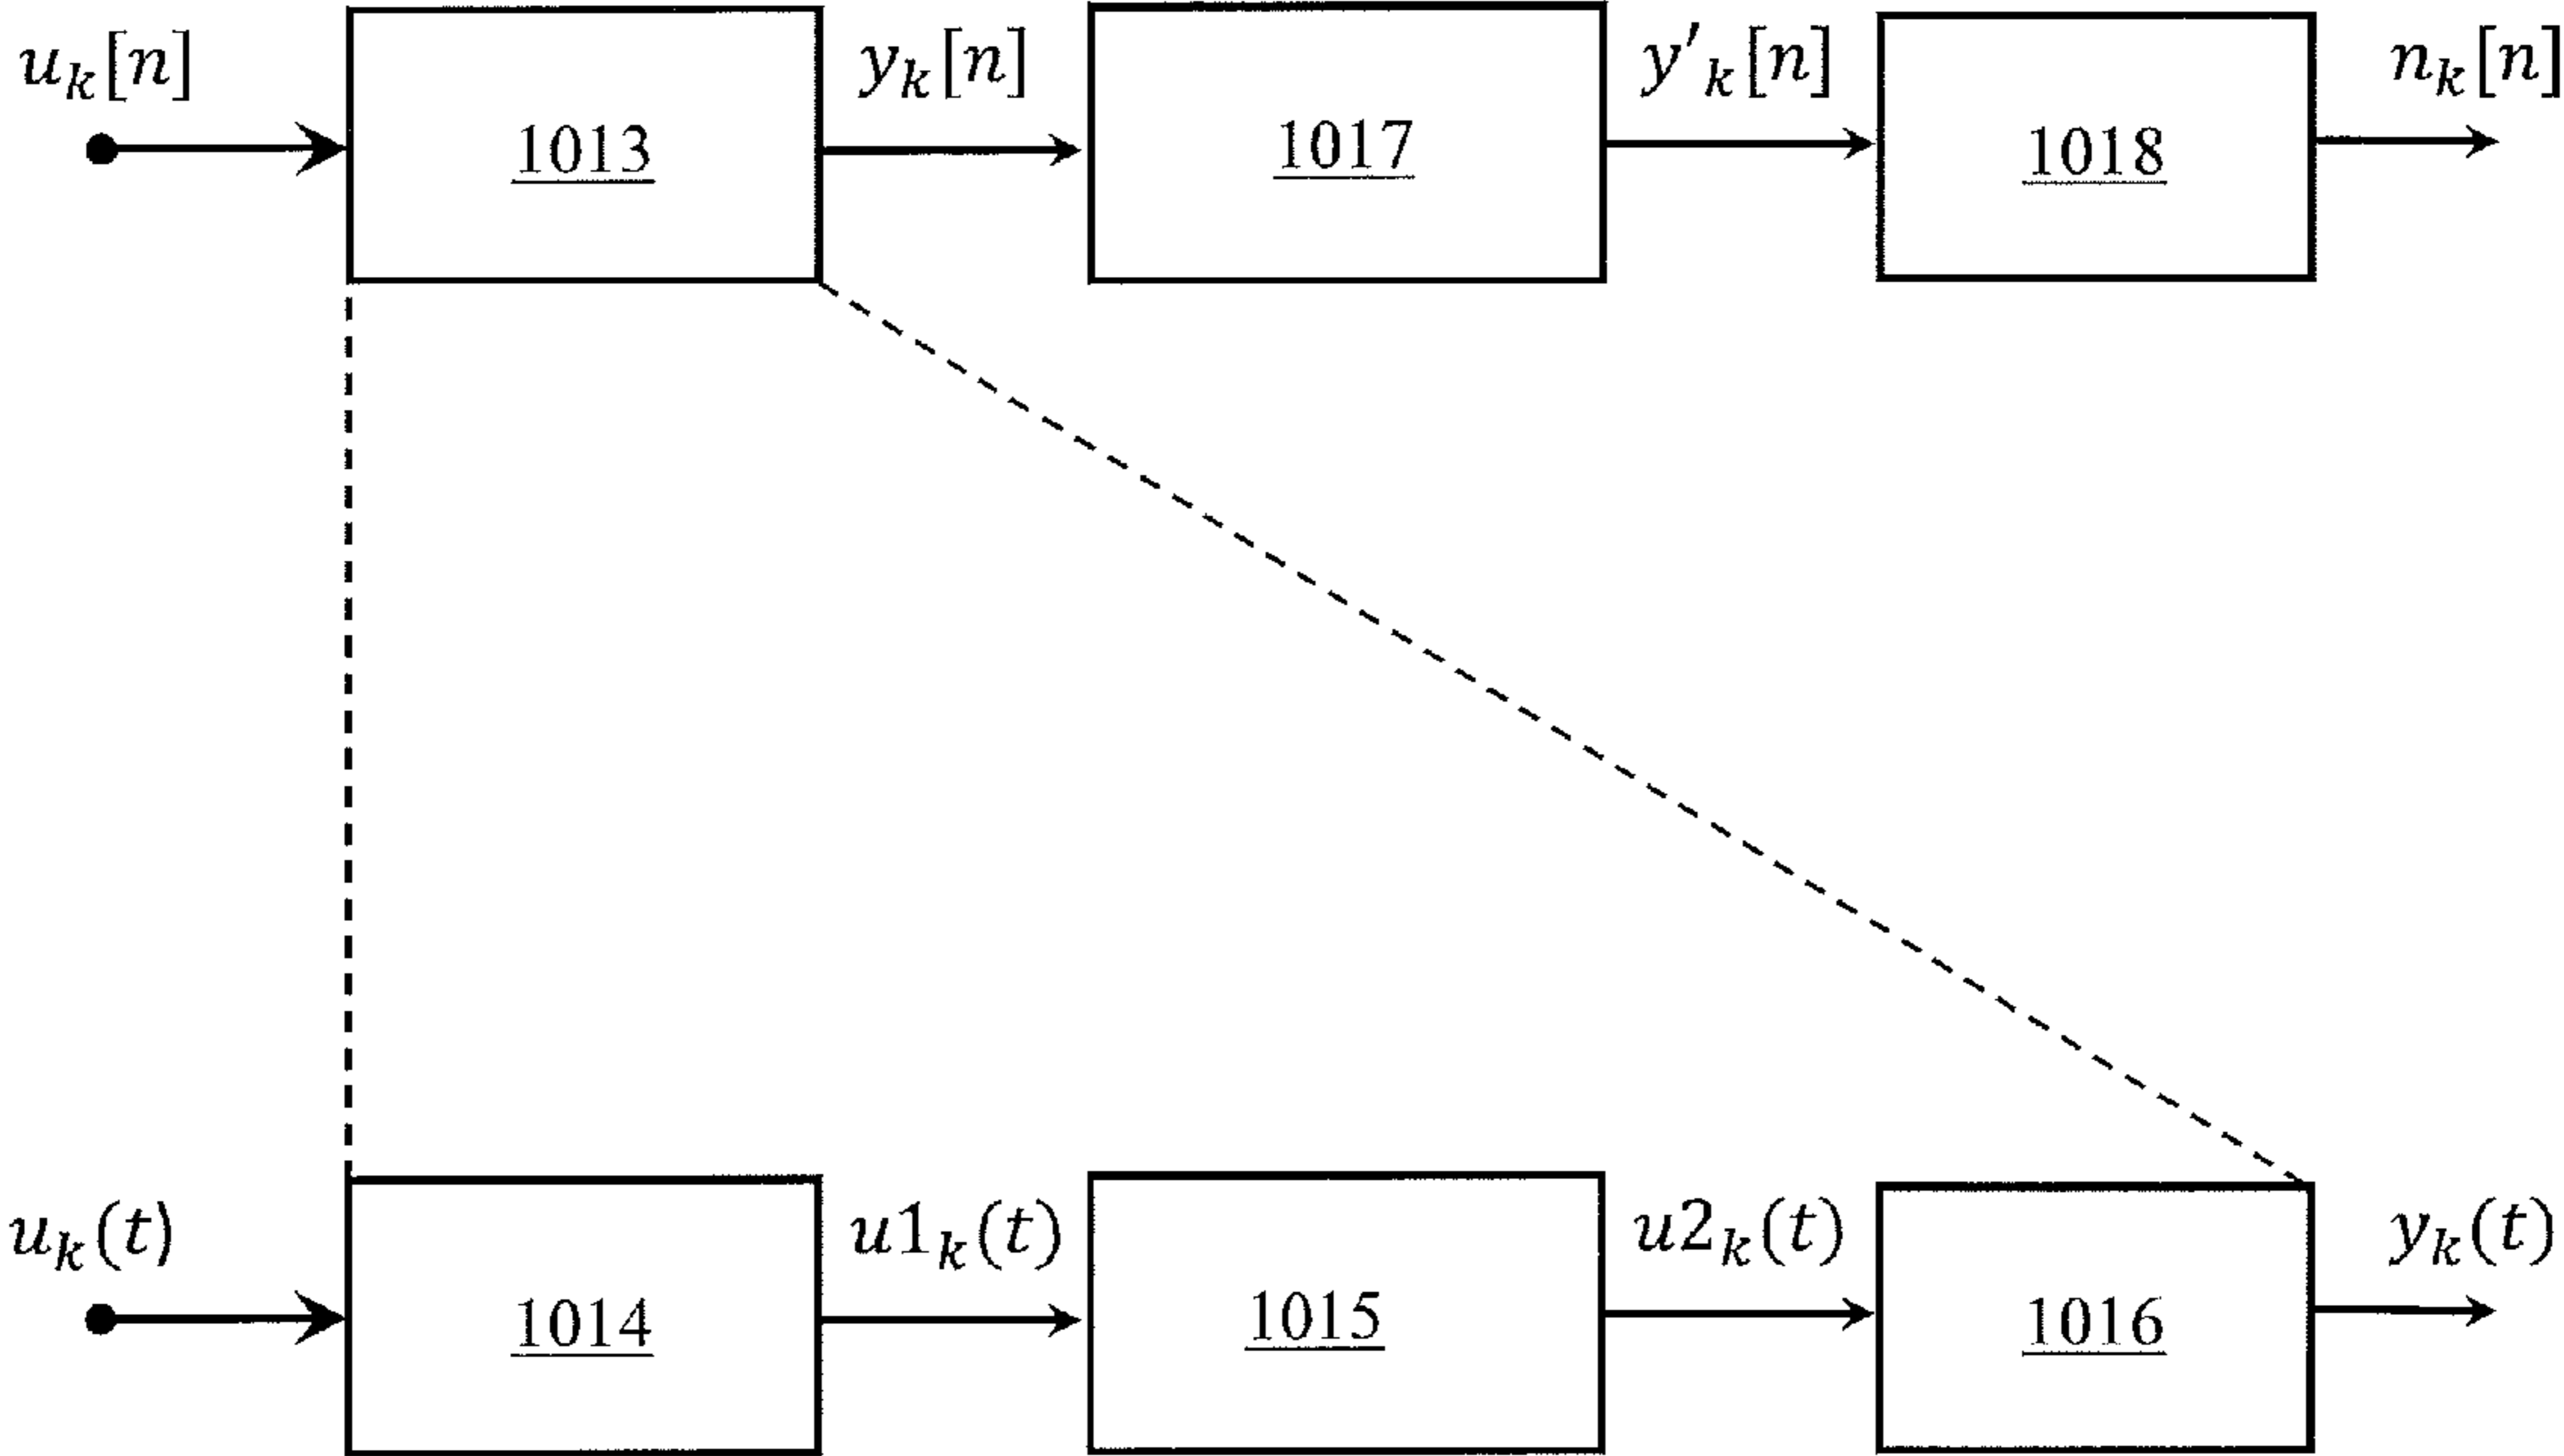 u_k[n] y_k[n] y'_k[n] n_k[n]
1013 1017 1018
u_k(t) u1_k(t) u2_k(t) y_k(t)
1014 1015 1016